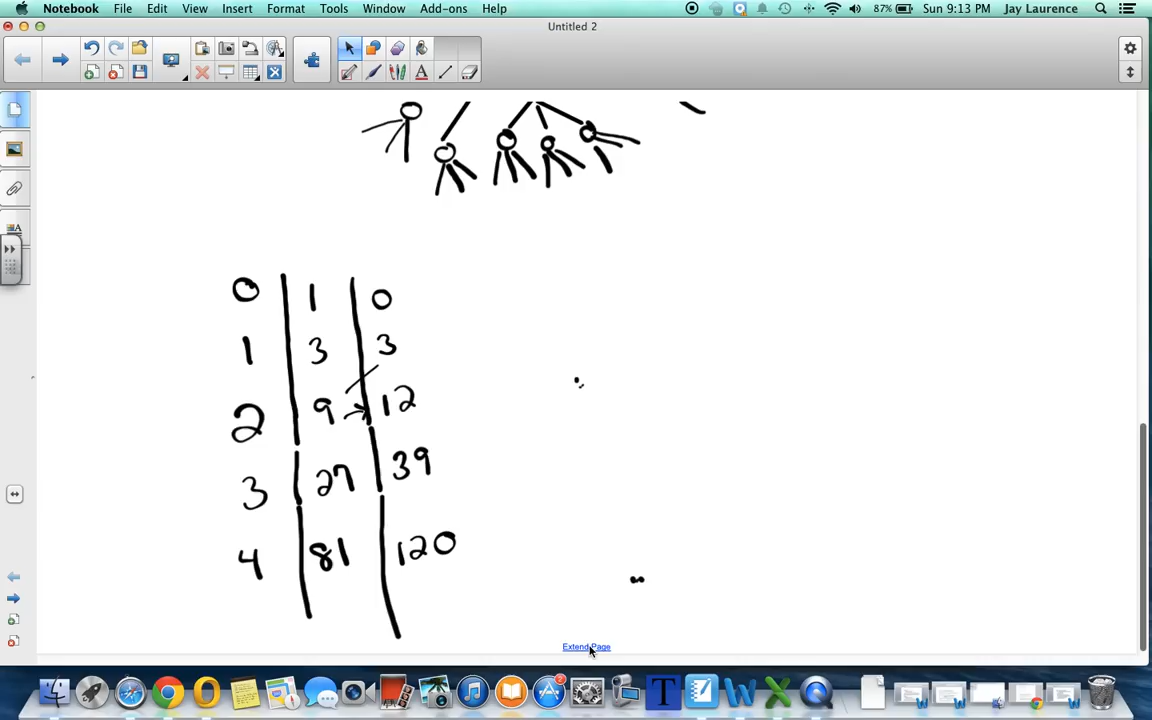 Notebook File Edit View Insert Format Tools Window Add-ons Help 87% Sun 9:13 PM Jay Laurence
Untitled 2
0 1 0
1 3 3
2 9 12
3 27 39
4 81 120
Extend Page